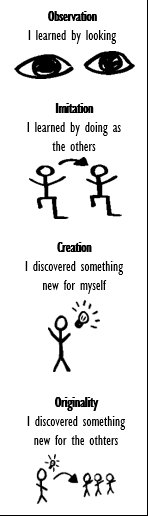 Observation
I learned by looking
Imitation
I learned by doing as
the others
Creation
I discovered something
new for myself
Originality
I discovered something
new for the othters